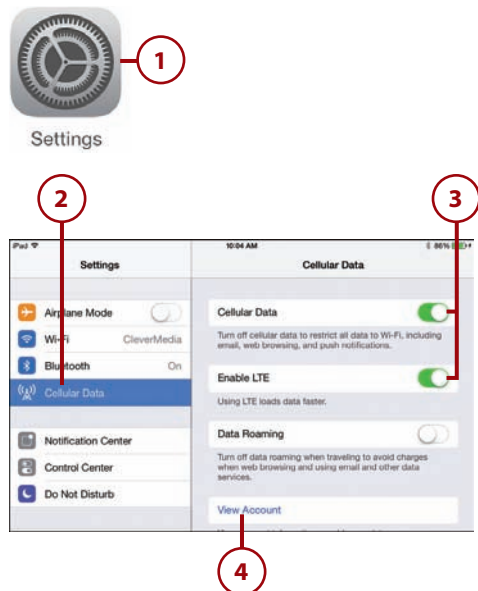 1
Settings
2
3
iPad
10:04 AM
86%
Settings
Cellular Data
Airplane Mode
Wi-Fi
CleverMedia
Bluetooth
On
Cellular Data
Notification Center
Control Center
Do Not Disturb
Cellular Data
Turn off cellular data to restrict all data to Wi-Fi, including
email, web browsing, and push notifications.
Enable LTE
Using LTE loads data faster.
Data Roaming
Turn off data roaming when traveling to avoid charges
when web browsing and using email and other data
services.
View Account
4